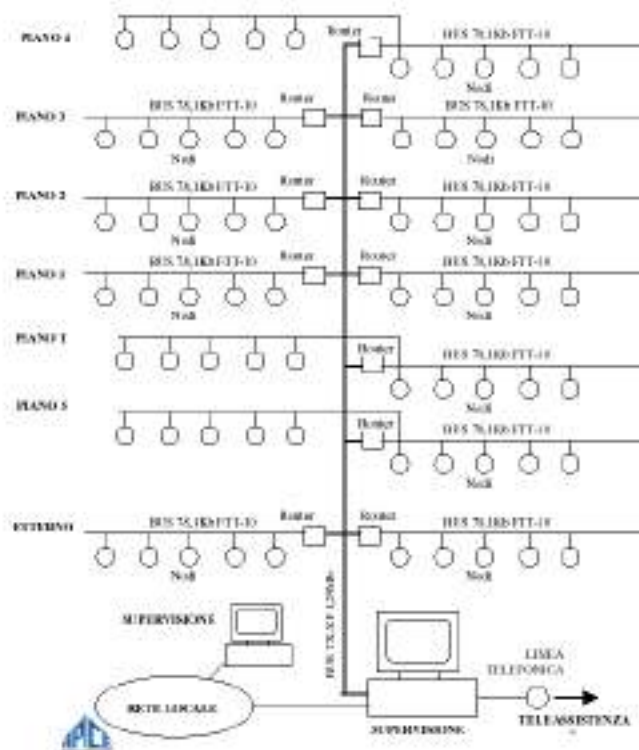 PIANO 4
Router
BUS 78,1Kb FTT-10
Nodi
PIANO 3
BUS 78,1Kb FTT-10
Router
Router
BUS 78,1Kb FTT-10
Nodi
Nodi
PIANO 2
BUS 78,1Kb FTT-10
Router
Router
BUS 78,1Kb FTT-10
Nodi
Nodi
PIANO 1
BUS 78,1Kb FTT-10
Router
Router
BUS 78,1Kb FTT-10
Nodi
Nodi
PIANO T
Router
BUS 78,1Kb FTT-10
Nodi
PIANO S
Router
BUS 78,1Kb FTT-10
Nodi
ESTERNO
BUS 78,1Kb FTT-10
Router
Router
BUS 78,1Kb FTT-10
Nodi
Nodi
SUPERVISIONE
LINEA
TELEFONICA
RETE LOCALE
SUPERVISIONE
TELEASSISTENZA
APICE